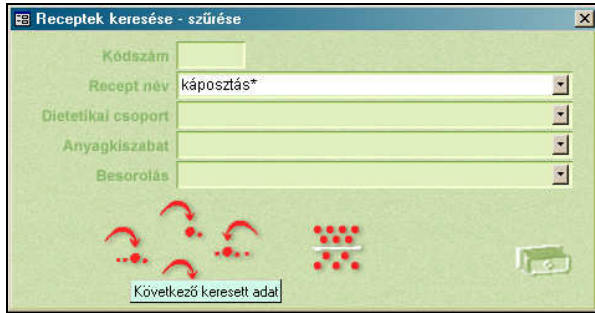 Receptek keresése - szűrése
Kódszám
Recept név káposztás*
Dietetikai csoport
Anyagkiszabat
Besorolás
Következő keresett adat